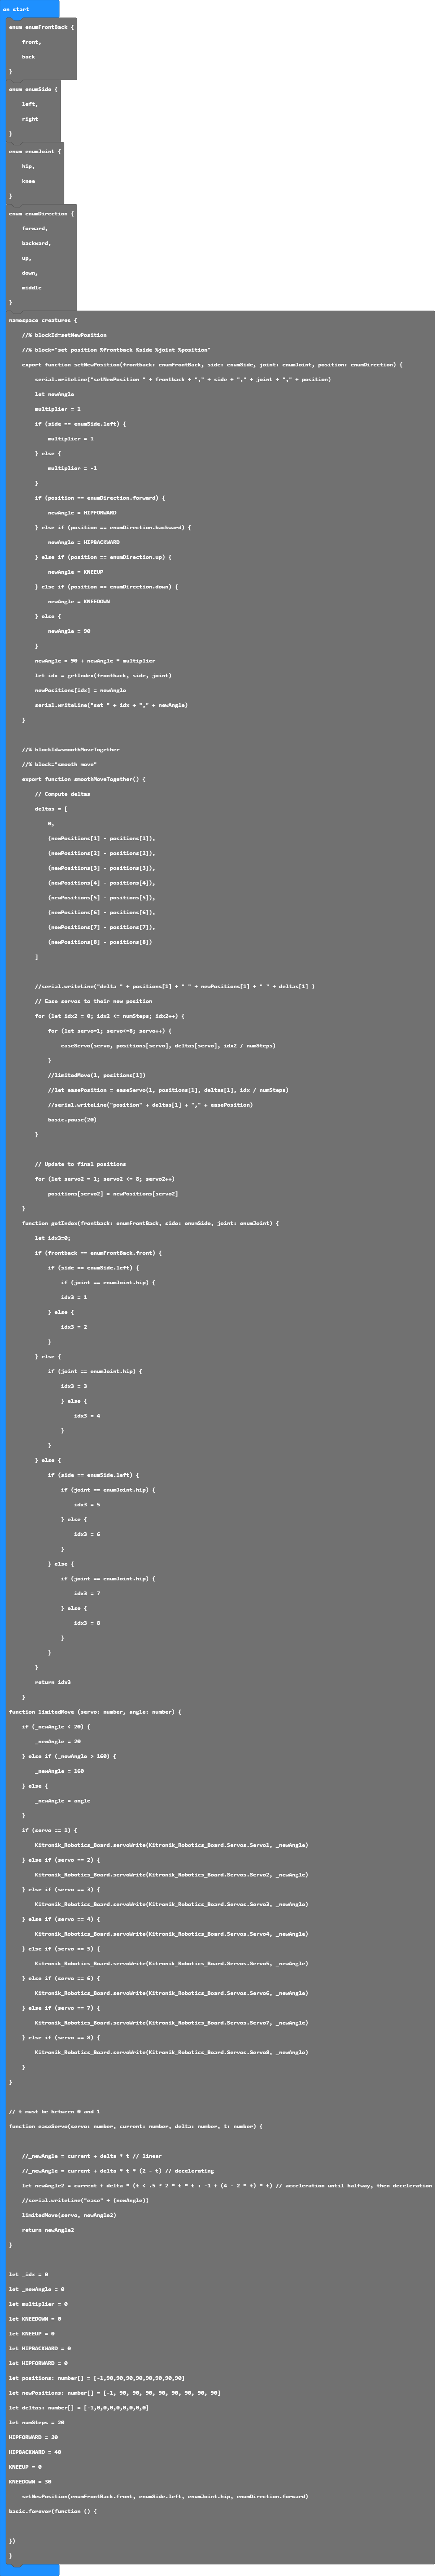 on start
enum enumFrontBack {
front,
back
}
enum enumSide {
left,
right
}
enum enumJoint {
hip,
knee
}
enum enumDirection {
forward,
backward,
up,
down,
middle
}
namespace creatures {
//% blockId=setNewPosition
//% block="set position %frontback %side %joint %position"
export function setNewPosition(frontback: enumFrontBack, side: enumSide, joint: enumJoint, position: enumDirection) {
serial.writeLine("setNewPosition " + frontback + "," + side + "," + joint + "," + position)
let newAngle
multiplier = 1
if (side == enumSide.left) {
multiplier = 1
} else {
multiplier = -1
}
if (position == enumDirection.forward) {
newAngle = HIPFORWARD
} else if (position == enumDirection.backward) {
newAngle = HIPBACKWARD
} else if (position == enumDirection.up) {
newAngle = KNEEUP
} else if (position == enumDirection.down) {
newAngle = KNEEDOWN
} else {
newAngle = 90
}
newAngle = 90 + newAngle * multiplier
let idx = getIndex(frontback, side, joint)
newPositions[idx] = newAngle
serial.writeLine("set " + idx + "," + newAngle)
}
//% blockId=smoothMoveTogether
//% block="smooth move"
export function smoothMoveTogether() {
// Compute deltas
deltas = [
0,
(newPositions[1] - positions[1]),
(newPositions[2] - positions[2]),
(newPositions[3] - positions[3]),
(newPositions[4] - positions[4]),
(newPositions[5] - positions[5]),
(newPositions[6] - positions[6]),
(newPositions[7] - positions[7]),
(newPositions[8] - positions[8])
]
//serial.writeLine("delta " + positions[1] + " " + newPositions[1] + " " + deltas[1] )
// Ease servos to their new position
for (let idx2 = 0; idx2 <= numSteps; idx2++) {
for (let servo=1; servo<=8; servo++) {
easeServo(servo, positions[servo], deltas[servo], idx2 / numSteps)
}
//limitedMove(1, positions[1])
//let easePosition = easeServo(1, positions[1], deltas[1], idx / numSteps)
//serial.writeLine("position" + deltas[1] + "," + easePosition)
basic.pause(20)
}
// Update to final positions
for (let servo2 = 1; servo2 <= 8; servo2++)
positions[servo2] = newPositions[servo2]
}
function getIndex(frontback: enumFrontBack, side: enumSide, joint: enumJoint) {
let idx3=0;
if (frontback == enumFrontBack.front) {
if (side == enumSide.left) {
if (joint == enumJoint.hip) {
idx3 = 1
} else {
idx3 = 2
}
} else {
if (joint == enumJoint.hip) {
idx3 = 3
} else {
idx3 = 4
}
}
} else {
if (side == enumSide.left) {
if (joint == enumJoint.hip) {
idx3 = 5
} else {
idx3 = 6
}
} else {
if (joint == enumJoint.hip) {
idx3 = 7
} else {
idx3 = 8
}
}
}
return idx3
}
function limitedMove (servo: number, angle: number) {
if (_newAngle < 20) {
_newAngle = 20
} else if (_newAngle > 160) {
_newAngle = 160
} else {
_newAngle = angle
}
if (servo == 1) {
Kitronik_Robotics_Board.servoWrite(Kitronik_Robotics_Board.Servos.Servo1, _newAngle)
} else if (servo == 2) {
Kitronik_Robotics_Board.servoWrite(Kitronik_Robotics_Board.Servos.Servo2, _newAngle)
} else if (servo == 3) {
Kitronik_Robotics_Board.servoWrite(Kitronik_Robotics_Board.Servos.Servo3, _newAngle)
} else if (servo == 4) {
Kitronik_Robotics_Board.servoWrite(Kitronik_Robotics_Board.Servos.Servo4, _newAngle)
} else if (servo == 5) {
Kitronik_Robotics_Board.servoWrite(Kitronik_Robotics_Board.Servos.Servo5, _newAngle)
} else if (servo == 6) {
Kitronik_Robotics_Board.servoWrite(Kitronik_Robotics_Board.Servos.Servo6, _newAngle)
} else if (servo == 7) {
Kitronik_Robotics_Board.servoWrite(Kitronik_Robotics_Board.Servos.Servo7, _newAngle)
} else if (servo == 8) {
Kitronik_Robotics_Board.servoWrite(Kitronik_Robotics_Board.Servos.Servo8, _newAngle)
}
}
// t must be between 0 and 1
function easeServo(servo: number, current: number, delta: number, t: number) {
//_newAngle = current + delta * t // linear
//_newAngle = current + delta * t * (2 - t) // decelerating
let newAngle2 = current + delta * (t < .5 ? 2 * t * t : -1 + (4 - 2 * t) * t) // acceleration until halfway, then deceleration
//serial.writeLine("ease" + (newAngle))
limitedMove(servo, newAngle2)
return newAngle2
}
let _idx = 0
let _newAngle = 0
let multiplier = 0
let KNEEDOWN = 0
let KNEEUP = 0
let HIPBACKWARD = 0
let HIPFORWARD = 0
let positions: number[] = [-1,90,90,90,90,90,90,90,90]
let newPositions: number[] = [-1, 90, 90, 90, 90, 90, 90, 90, 90]
let deltas: number[] = [-1,0,0,0,0,0,0,0,0]
let numSteps = 20
HIPFORWARD = 20
HIPBACKWARD = 40
KNEEUP = 0
KNEEDOWN = 30
setNewPosition(enumFrontBack.front, enumSide.left, enumJoint.hip, enumDirection.forward)
basic.forever(function () {
})
}